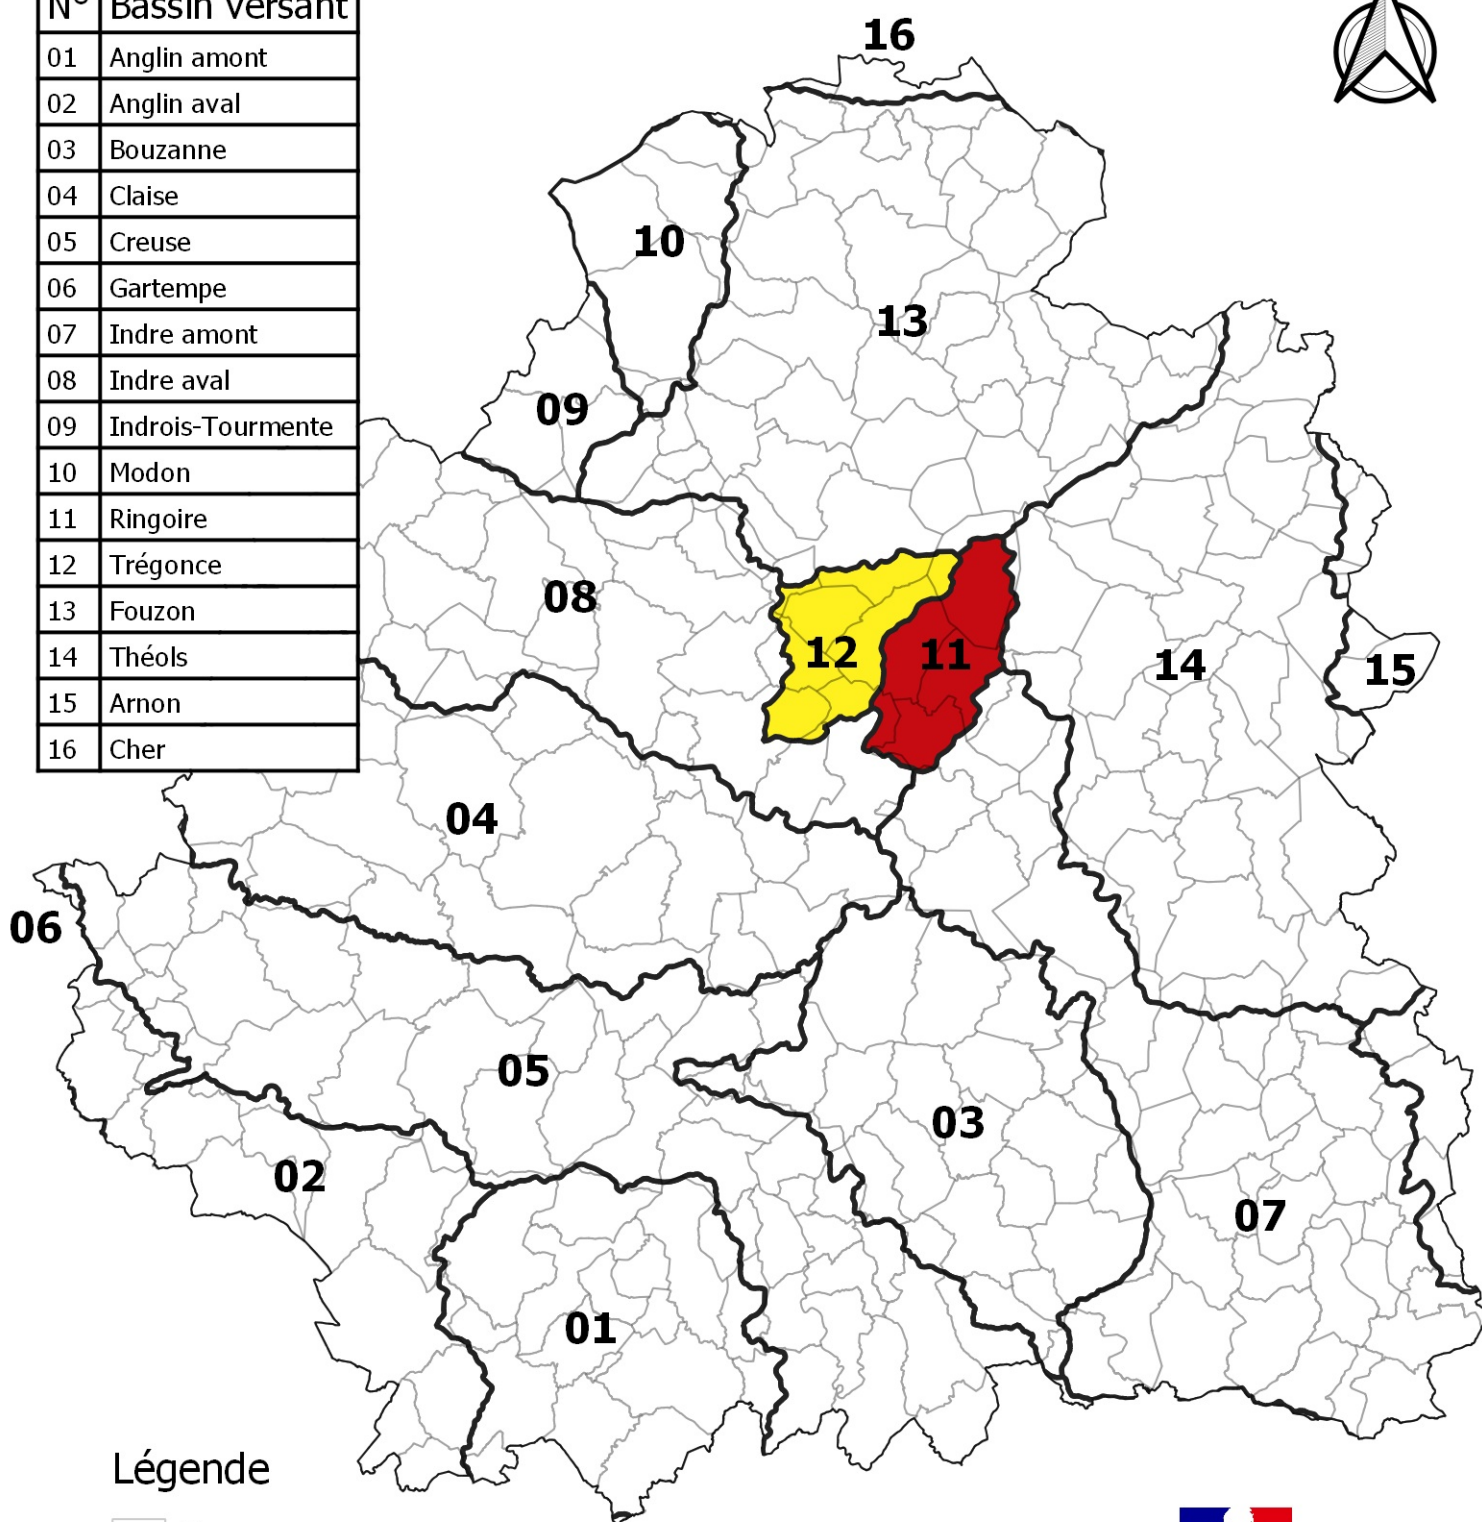 N° Bassin Versant
01 Anglin amont
02 Anglin aval
03 Bouzanne
04 Claise
05 Creuse
06 Gartempe
07 Indre amont
08 Indre aval
09 Indrois-Tourmente
10 Modon
11 Ringoire
12 Trégonce
13 Fouzon
14 Théols
15 Arnon
16 Cher
16
10
13
09
08
12
11
14
15
04
06
05
03
02
07
01
Légende